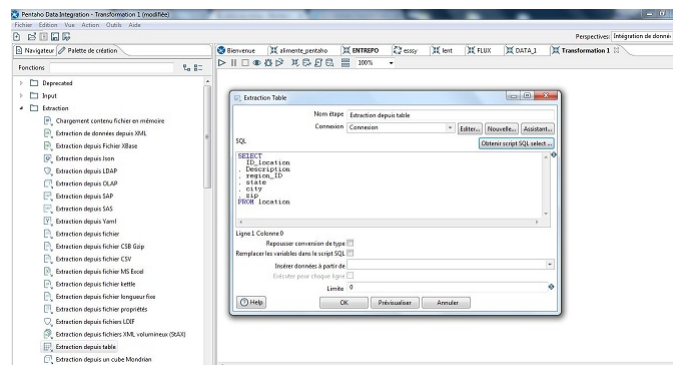 Pentaho Data Integration - Transformation 1 (modifiée)
Fichier Edition Vue Action Outils Aide
Perspectives: Intégration de donné
Navigateur Palette de création
Bienvenue alimente_pentaho ENTREPO essy lent FLUX DATA_1 Transformation 1
Fonctions
100%
Deprecated
Input
Extraction
Chargement contenu fichier en mémoire
Extraction de données depuis XML
Extraction depuis Fichier XBase
Extraction depuis Json
Extraction depuis LDAP
Extraction depuis OLAP
Extraction depuis SAP
Extraction depuis SAS
Extraction depuis Yaml
Extraction depuis fichier
Extraction depuis fichier CSB Gzip
Extraction depuis fichier CSV
Extraction depuis fichier MS Excel
Extraction depuis fichier kettle
Extraction depuis fichier longueur fixe
Extraction depuis fichier propriétés
Extraction depuis fichiers LDIF
Extraction depuis fichiers XML volumineux (StAX)
Extraction depuis table
Extraction depuis un cube Mondrian
Extraction Table
Nom étape Extraction depuis table
Connexion Connexion Editer... Nouvelle... Assistant...
SQL Obtenir script SQL select ...
SELECT
ID_location
, Description
, region_ID
, state
, city
, zip
FROM location
Ligne1 Colonne0
Repousser conversion de type
Remplacer les variables dans le script SQL
Insérer données à partir de
Exécuter pour chaque ligne
Limite 0
Help OK Prévisualiser Annuler